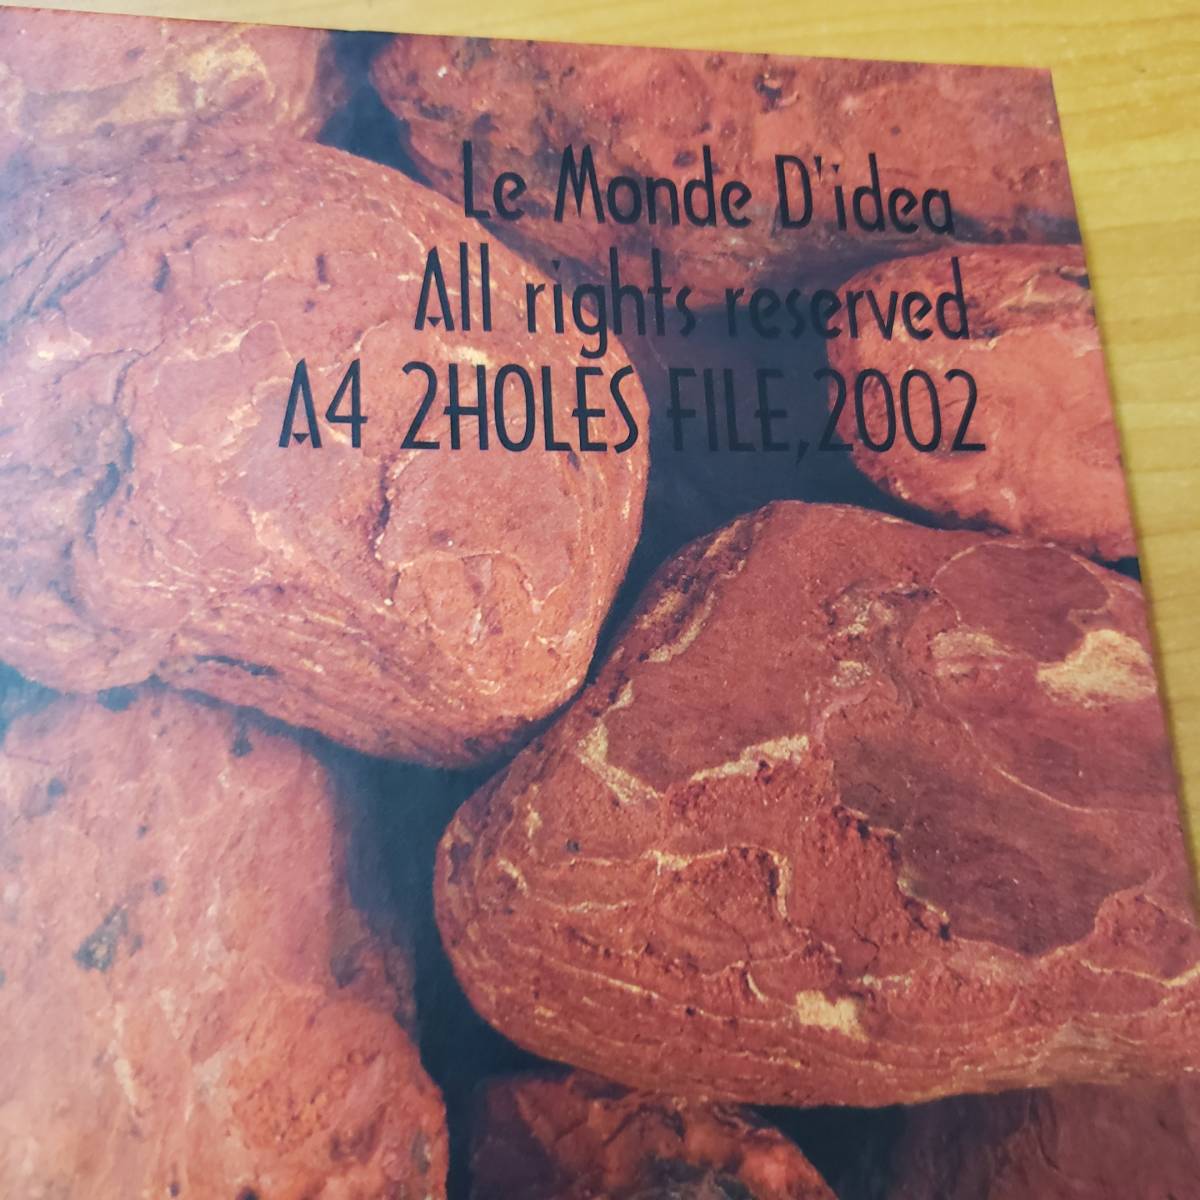 Le Monde D'idea
All rights reserved
A4 2HOLES FILE,2002